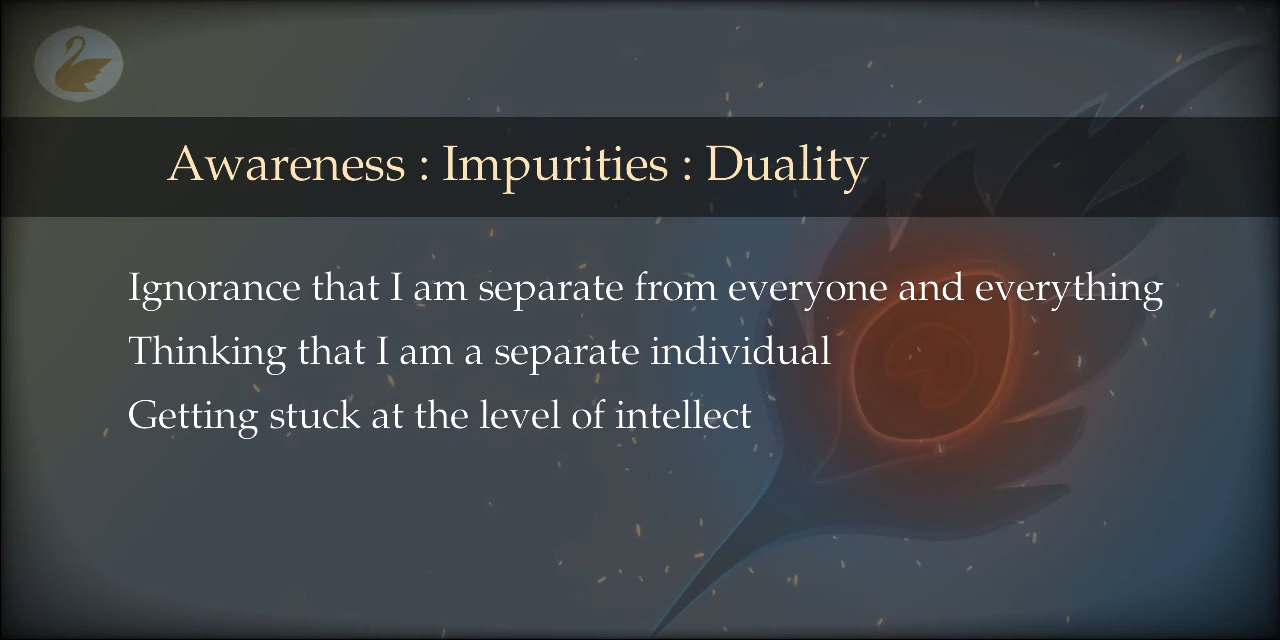 Awareness : Impurities : Duality
Ignorance that I am separate from everyone and everything
Thinking that I am a separate individual
Getting stuck at the level of intellect